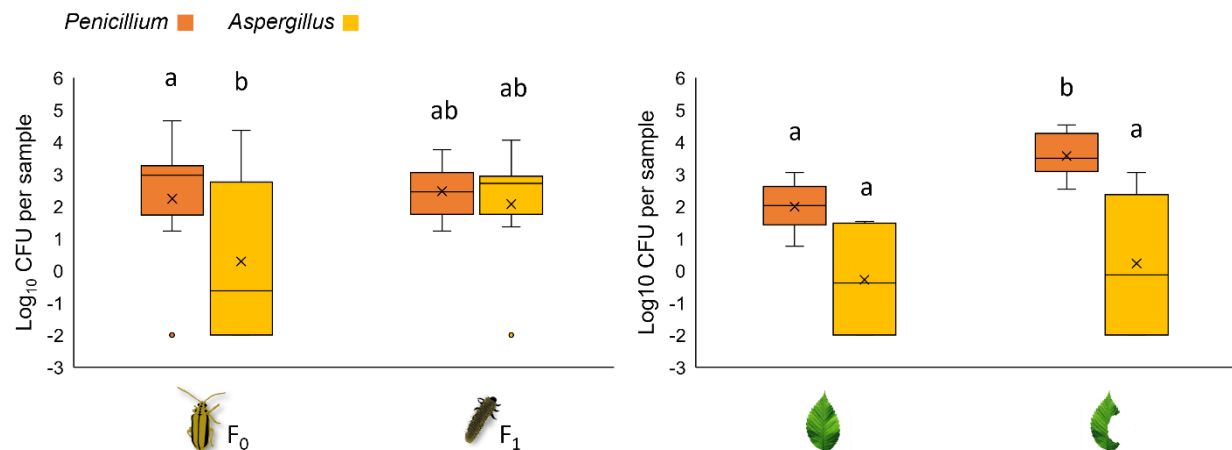 Penicillium Aspergillus
Log₁₀ CFU per sample
6
5
4
3
2
1
0
-1
-2
-3
a
b
ab
ab
F₀
F₁
Log10 CFU per sample
6
5
4
3
2
1
0
-1
-2
-3
a
a
b
a